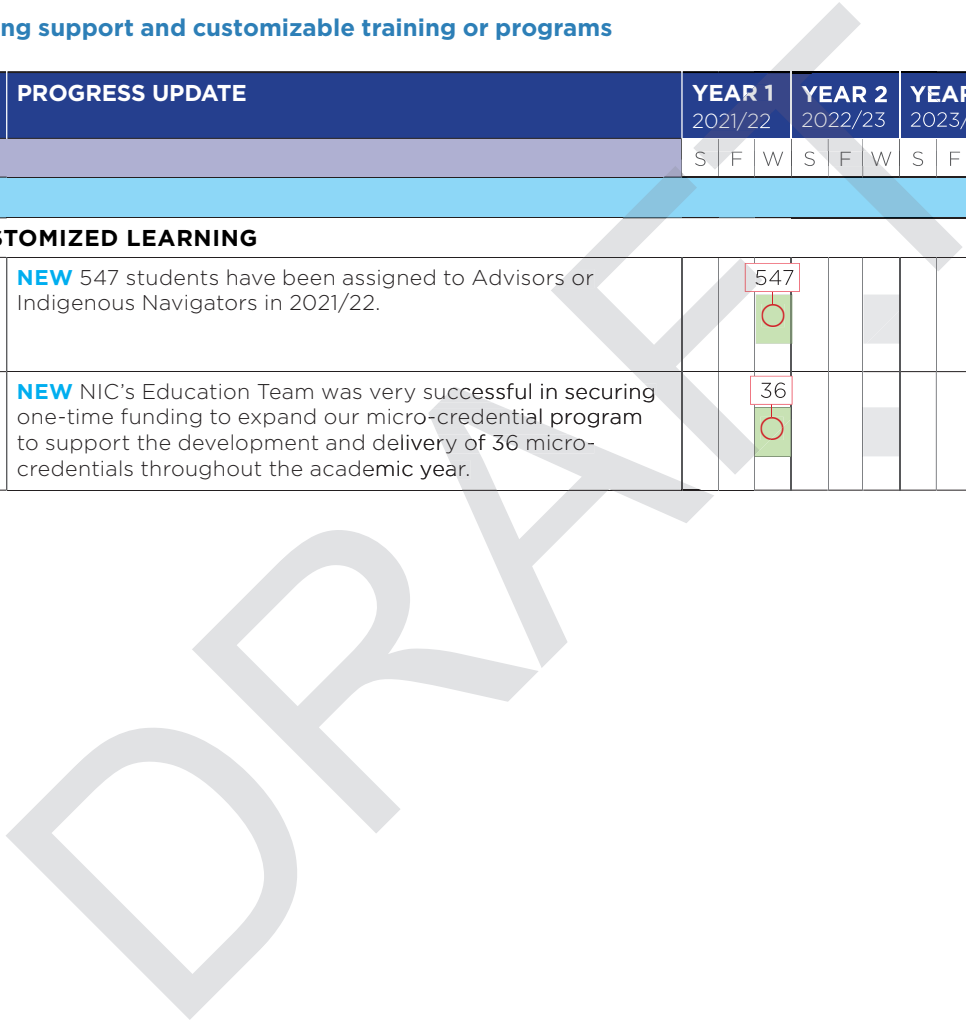 ng support and customizable training or programs
PROGRESS UPDATE
YEAR 1 YEAR 2 YEAR
2021/22 2022/23 2023/
S F W S F W S F
STOMIZED LEARNING
NEW 547 students have been assigned to Advisors or
Indigenous Navigators in 2021/22.
547
NEW NIC’s Education Team was very successful in securing
one-time funding to expand our micro-credential program
to support the development and delivery of 36 micro-
credentials throughout the academic year.
36
DRAFT